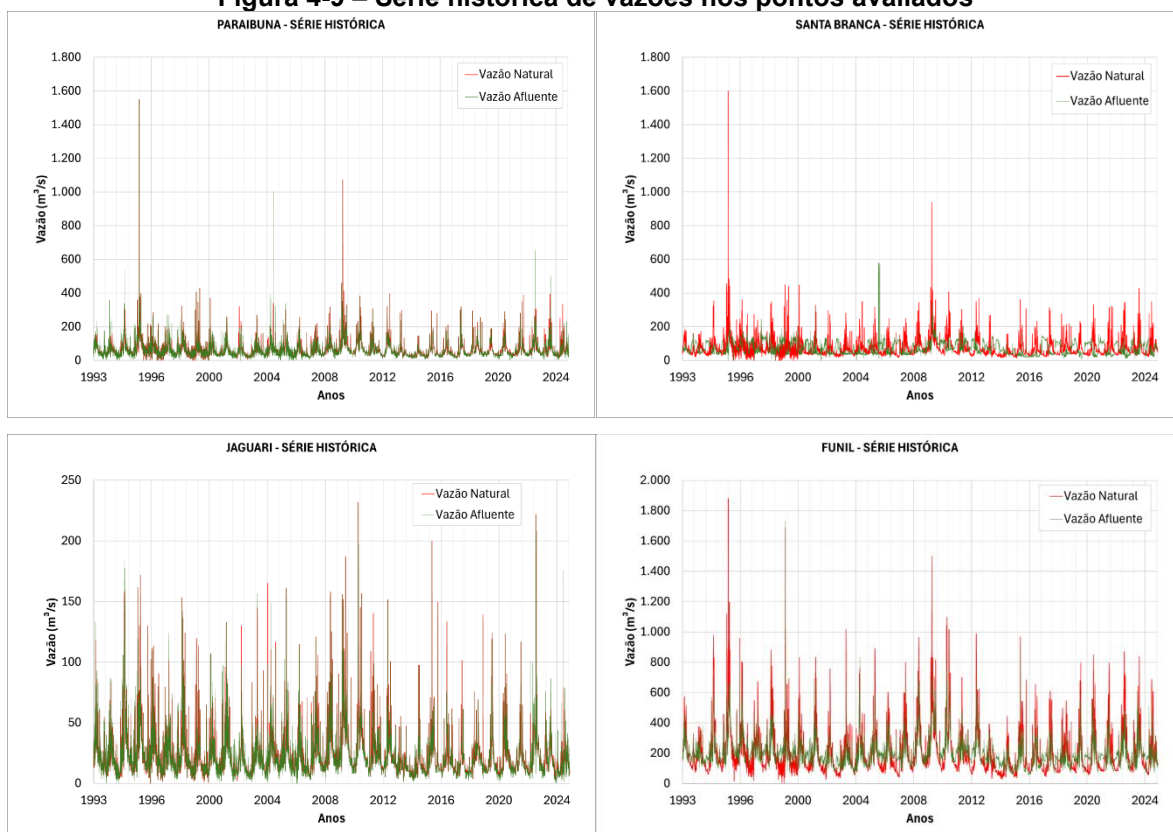 Figura 4-9 – Série histórica de vazões nos pontos avaliados
PARAIBUNA - SÉRIE HISTÓRICA
1.800
1.600
1.400
1.200
1.000
800
600
400
200
0
Vazão (m³/s)
Vazão Natural
Vazão Afluente
1993 1996 2000 2004 2008 2012 2016 2020 2024
Anos
SANTA BRANCA - SÉRIE HISTÓRICA
1.800
1.600
1.400
1.200
1.000
800
600
400
200
0
Vazão (m³/s)
Vazão Natural
Vazão Afluente
1993 1996 2000 2004 2008 2012 2016 2020 2024
Anos
JAGUARI - SÉRIE HISTÓRICA
250
200
150
100
50
0
Vazão (m³/s)
Vazão Natural
Vazão Afluente
1993 1996 2000 2004 2008 2012 2016 2020 2024
Anos
FUNIL - SÉRIE HISTÓRICA
2.000
1.800
1.600
1.400
1.200
1.000
800
600
400
200
0
Vazão (m³/s)
Vazão Natural
Vazão Afluente
1993 1996 2000 2004 2008 2012 2016 2020 2024
Anos